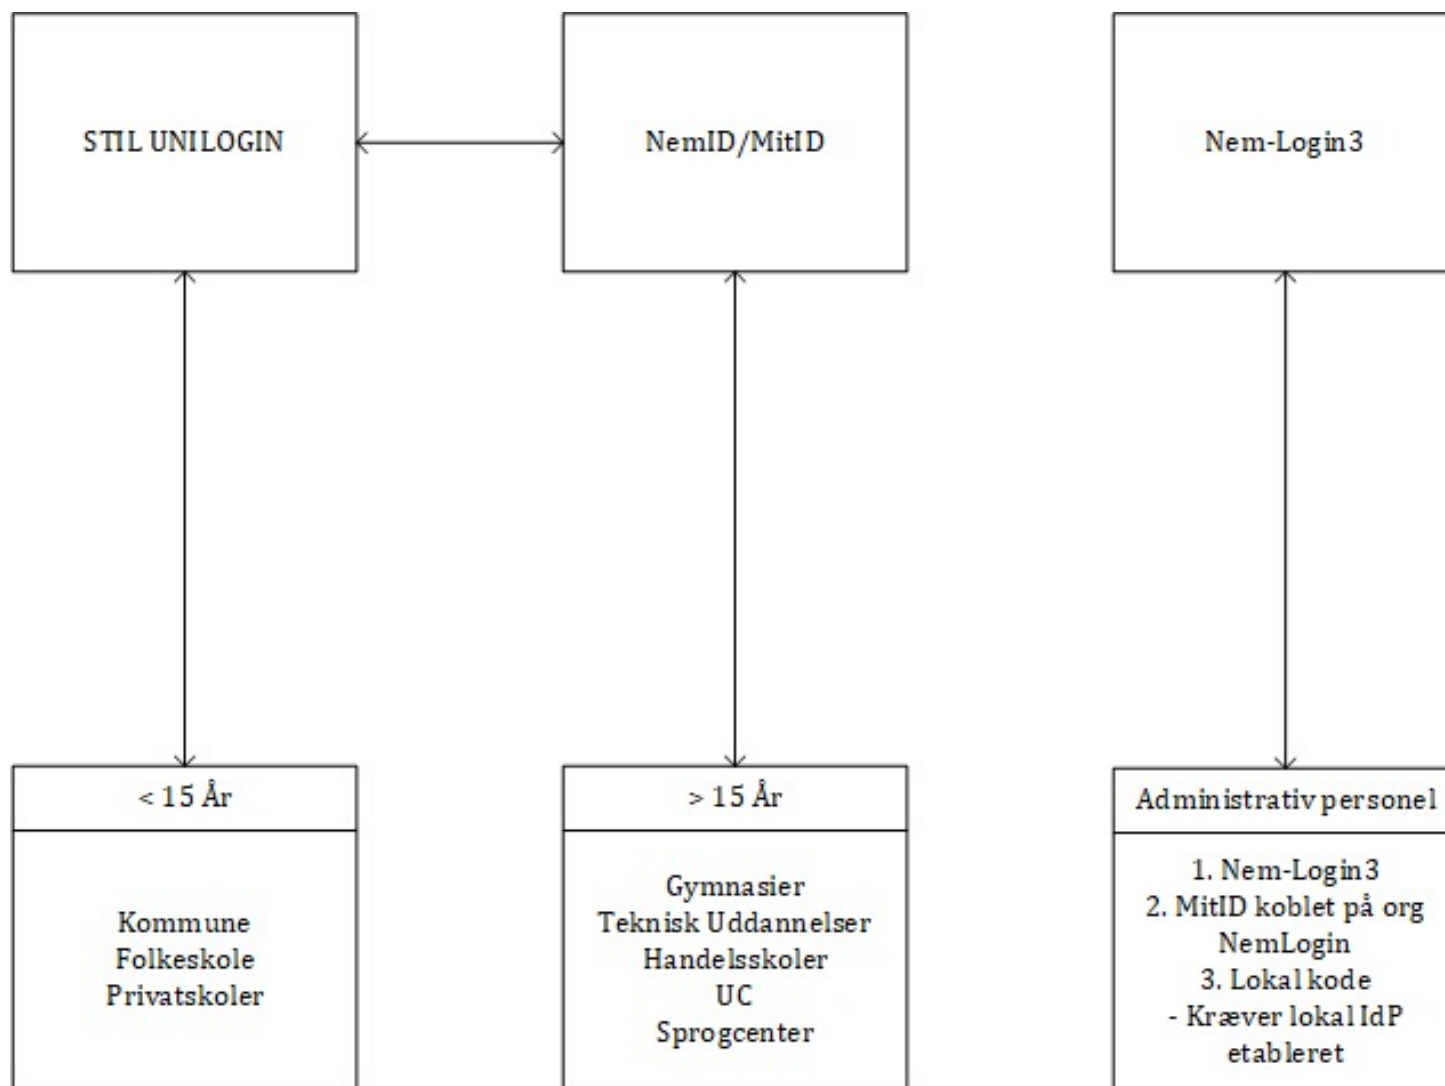 STIL UNILOGIN
NemID/MitID
Nem-Login3
< 15 År
Kommune
Folkeskole
Privatskoler
> 15 År
Gymnasier
Teknisk Uddannelser
Handelsskoler
UC
Sprogcenter
Administrativ personel
1. Nem-Login3
2. MitID koblet på org
NemLogin
3. Lokal kode
- Kræver lokal IdP
etableret